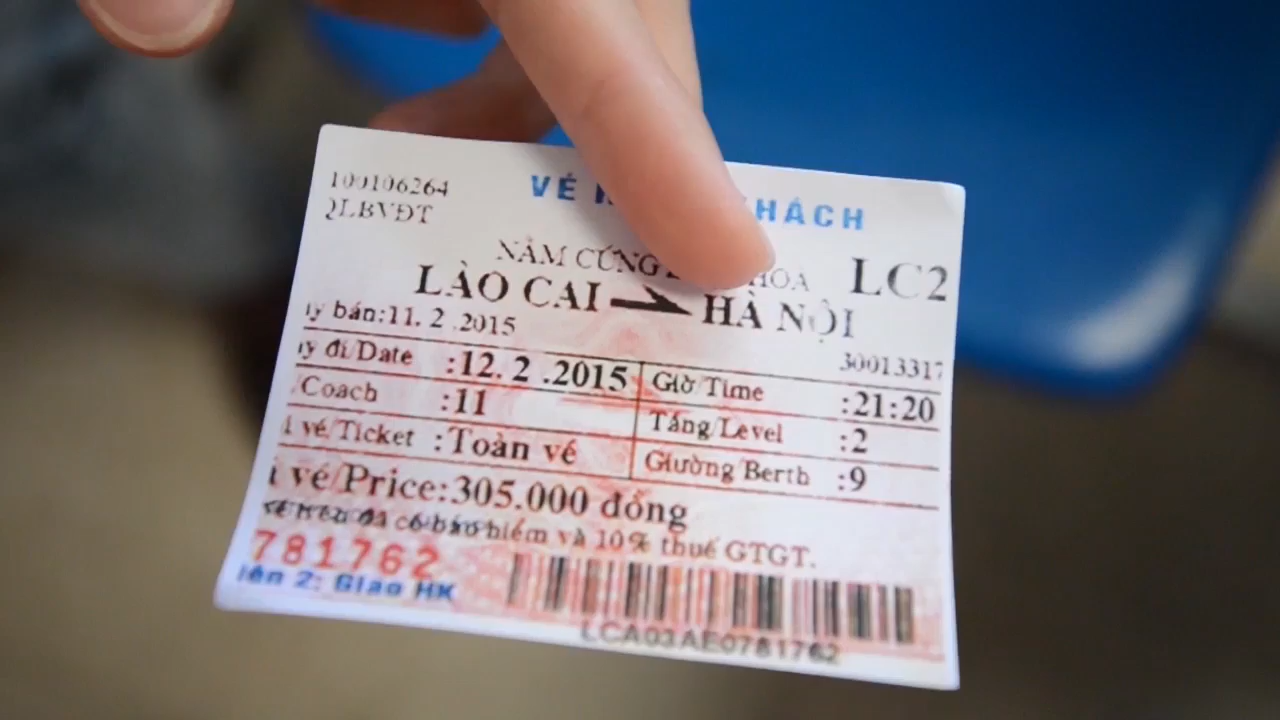 100106264
QLBVĐT
VÉ KHÁCH
NẰM CỨNG HÒA
LC2
LÀO CAI HÀ NỘI
bán:11. 2 .2015
30013317
đi/Date :12. 2 .2015 Giờ/Time :21:20
/Coach :11 Tầng/Level :2
vé/Ticket :Toàn vé Giường/Berth :9
vé/Price:305.000 đồng
đã có bảo hiểm và 10% thuế GTGT.
781762
liên 2: Giao HK
LCA03AE0781762